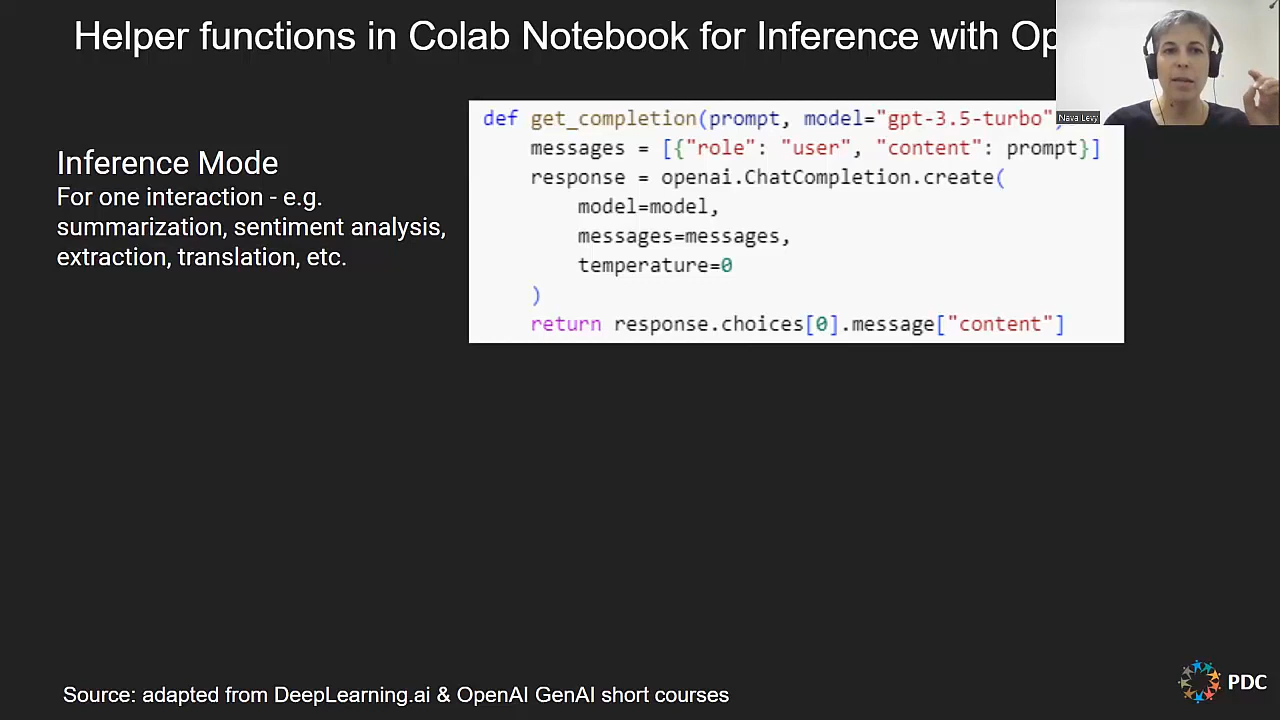 Helper functions in Colab Notebook for Inference with Op
Nava Levy
Inference Mode
For one interaction - e.g.
summarization, sentiment analysis,
extraction, translation, etc.
def get_completion(prompt, model="gpt-3.5-turbo"
messages = [{"role": "user", "content": prompt}]
response = openai.ChatCompletion.create(
model=model,
messages=messages,
temperature=0
)
return response.choices[0].message["content"]
Source: adapted from DeepLearning.ai & OpenAI GenAI short courses
PDC